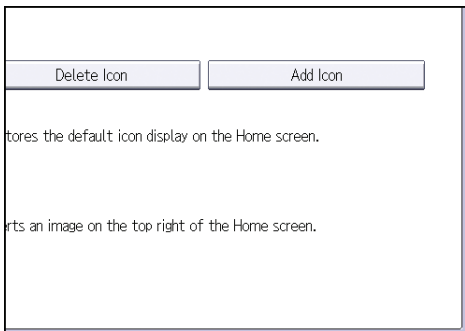 Delete Icon
Add Icon
tores the default icon display on the Home screen.
rts an image on the top right of the Home screen.